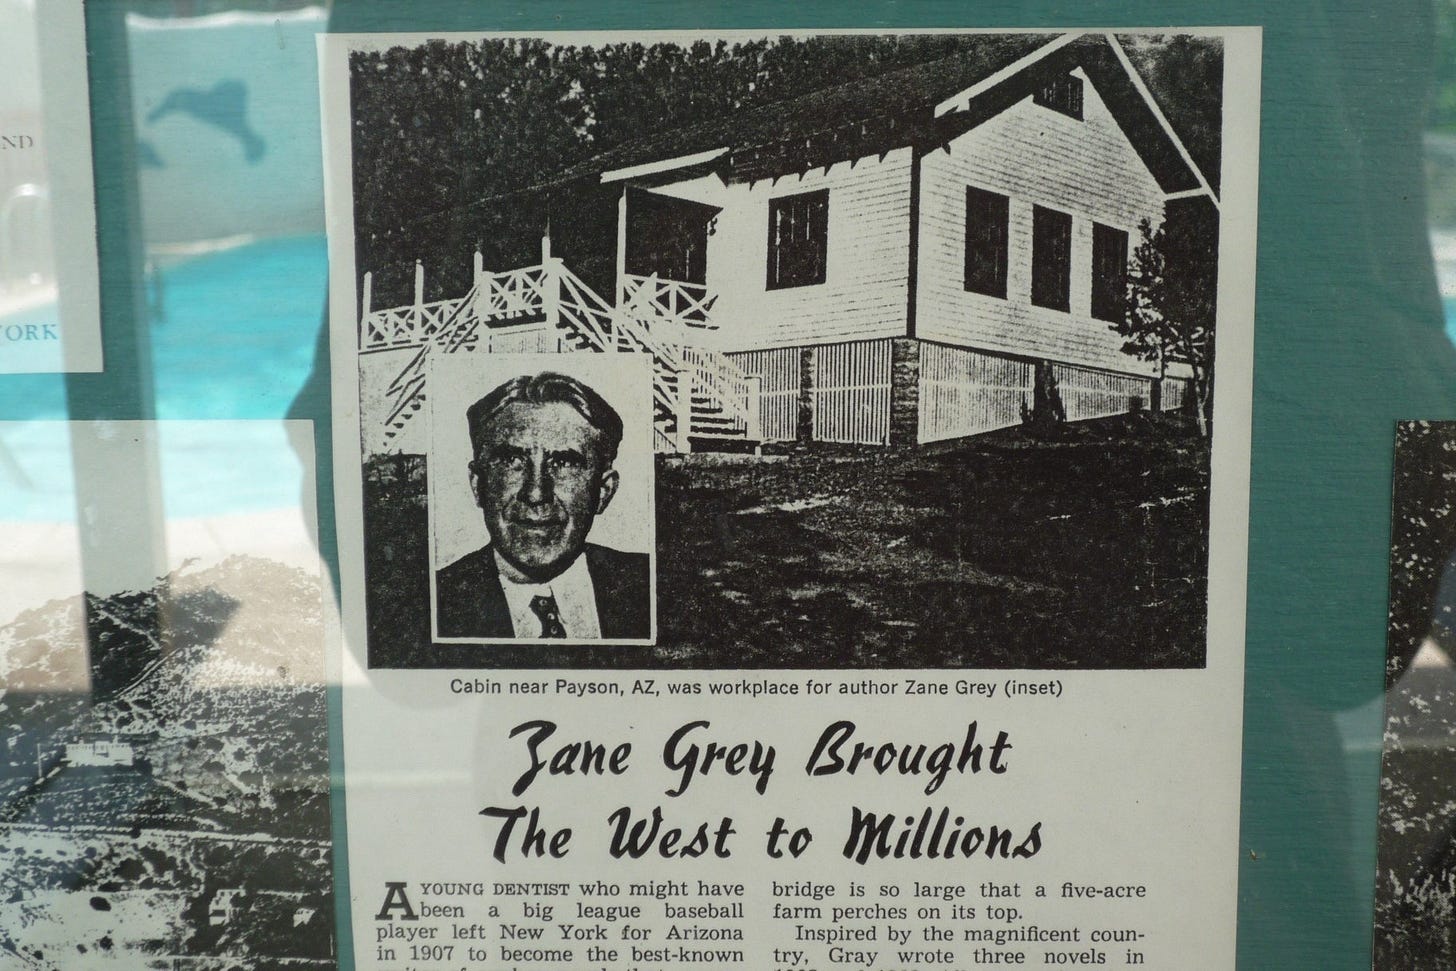 ND
YORK
Cabin near Payson, AZ, was workplace for author Zane Grey (inset)
Zane Grey Brought
The West to Millions
A YOUNG DENTIST who might have
been a big league baseball
player left New York for Arizona
in 1907 to become the best-known
bridge is so large that a five-acre
farm perches on its top.
Inspired by the magnificent coun-
try, Gray wrote three novels in